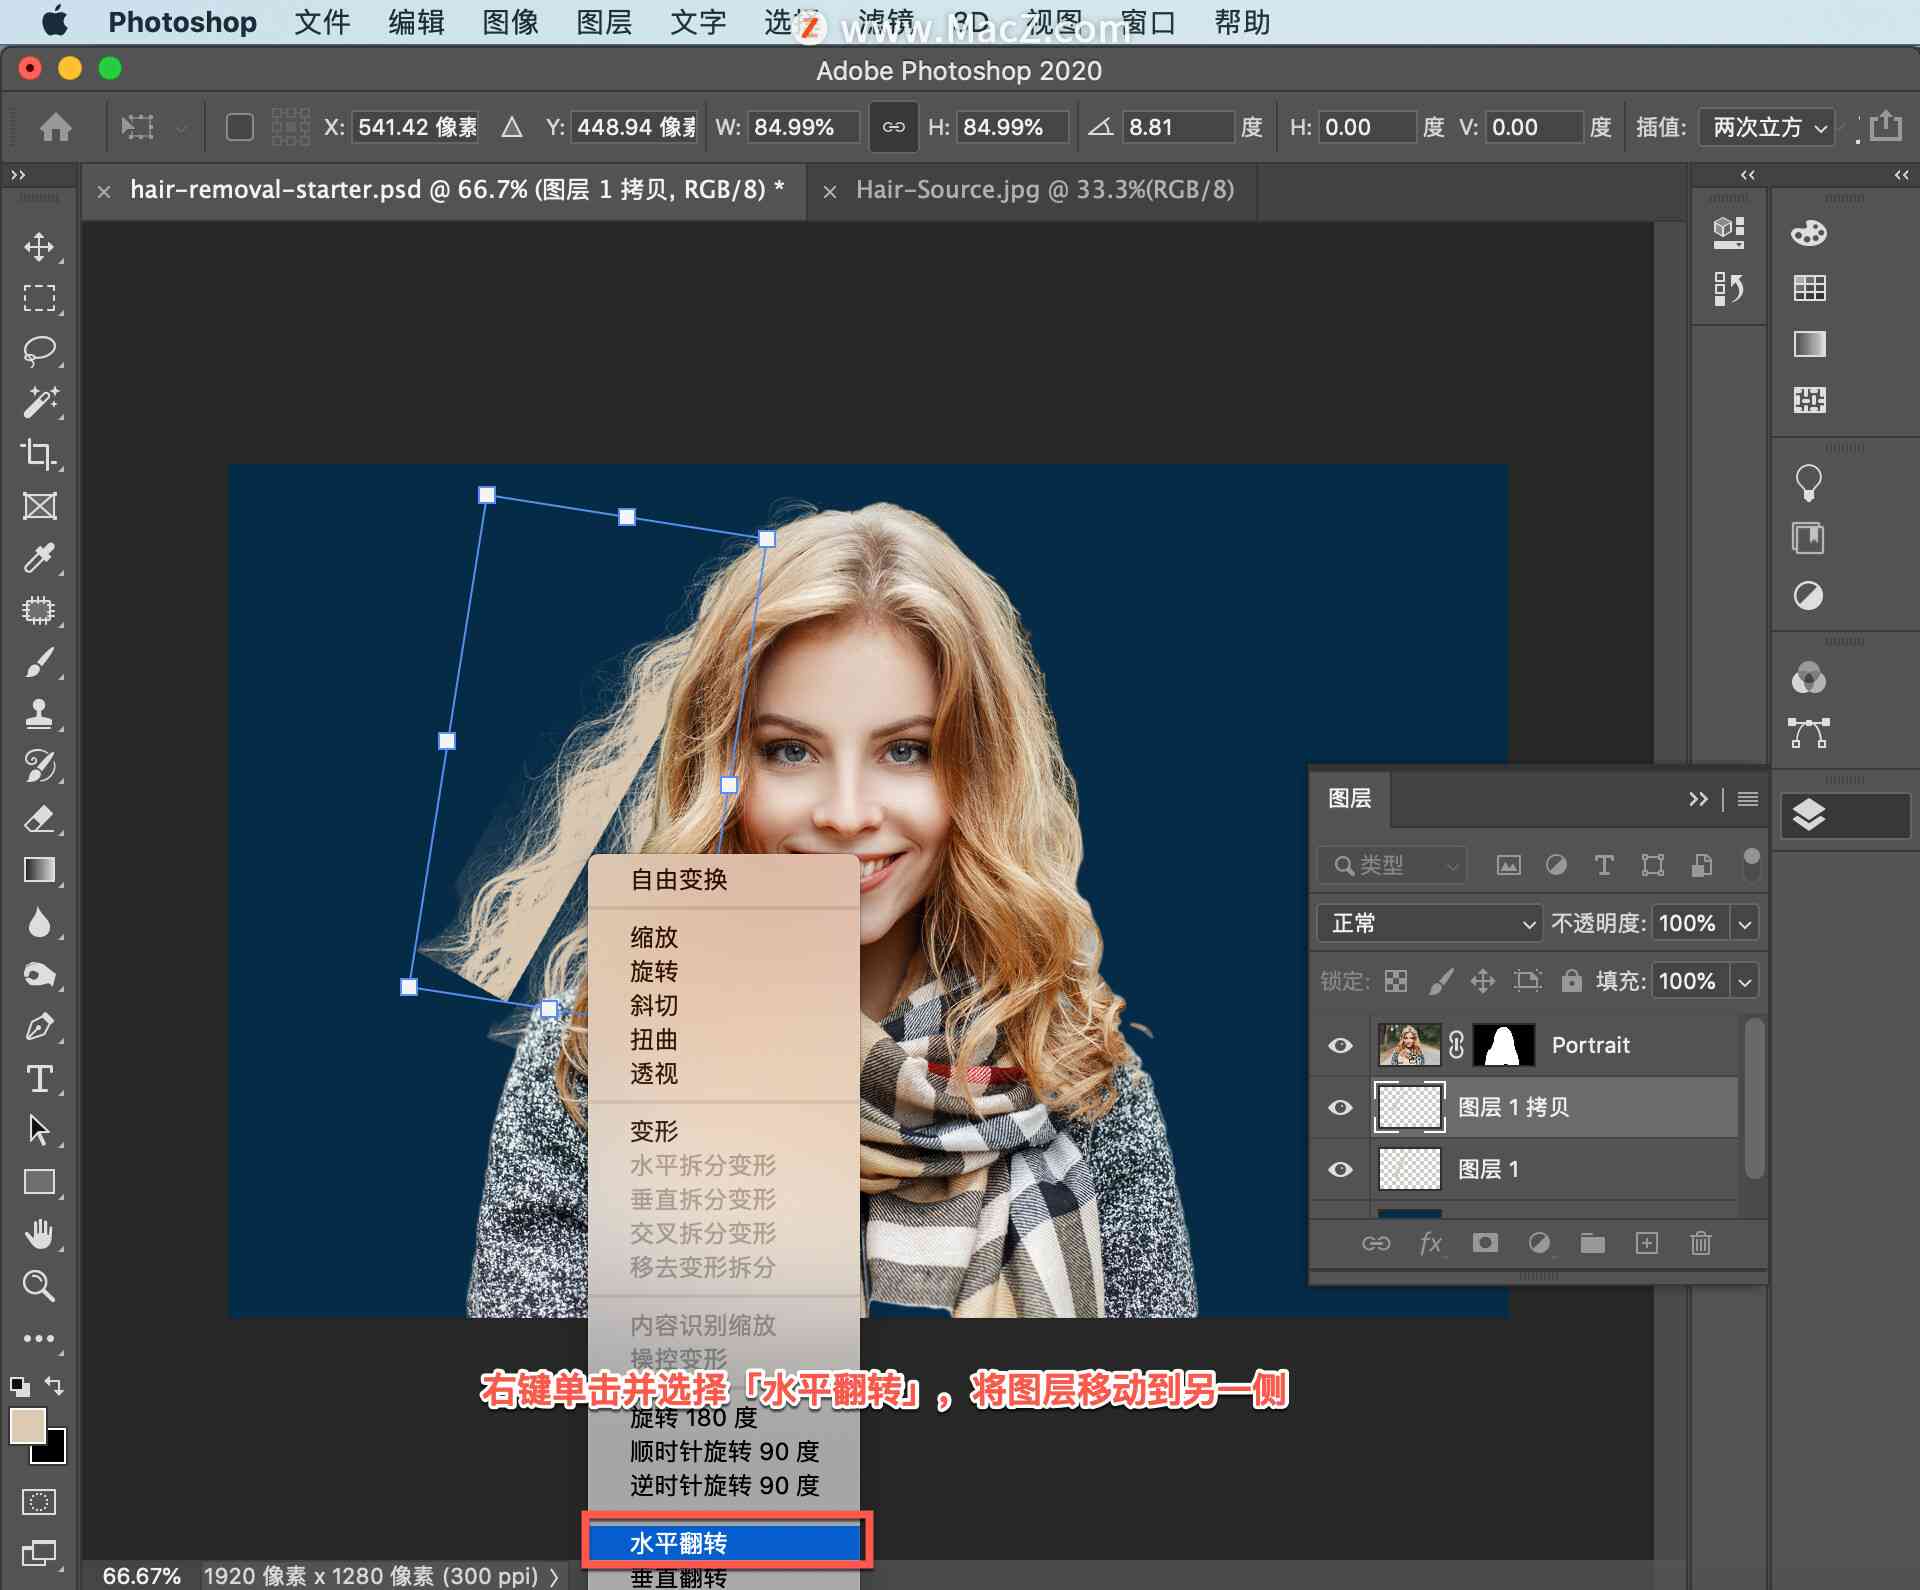 Photoshop 文件 编辑 图像 图层 文字 选择 滤镜 3D 视图 窗口 帮助
Z www.MacZ.com
Adobe Photoshop 2020
X: 541.42 像素 Y: 448.94 像素 W: 84.99% H: 84.99% 8.81 度 H: 0.00 度 V: 0.00 度 插值: 两次立方
hair-removal-starter.psd @ 66.7% (图层 1 拷贝, RGB/8) *
Hair-Source.jpg @ 33.3%(RGB/8)
自由变换
缩放
旋转
斜切
扭曲
透视
变形
水平拆分变形
垂直拆分变形
交叉拆分变形
移去变形拆分
内容识别缩放
操控变形
右键单击并选择「水平翻转」，将图层移动到另一侧
旋转 180 度
顺时针旋转 90 度
逆时针旋转 90 度
水平翻转
垂直翻转
图层
类型
正常 不透明度: 100%
锁定: 填充: 100%
Portrait
图层 1 拷贝
图层 1
fx
66.67% 1920 像素 x 1280 像素 (300 ppi)